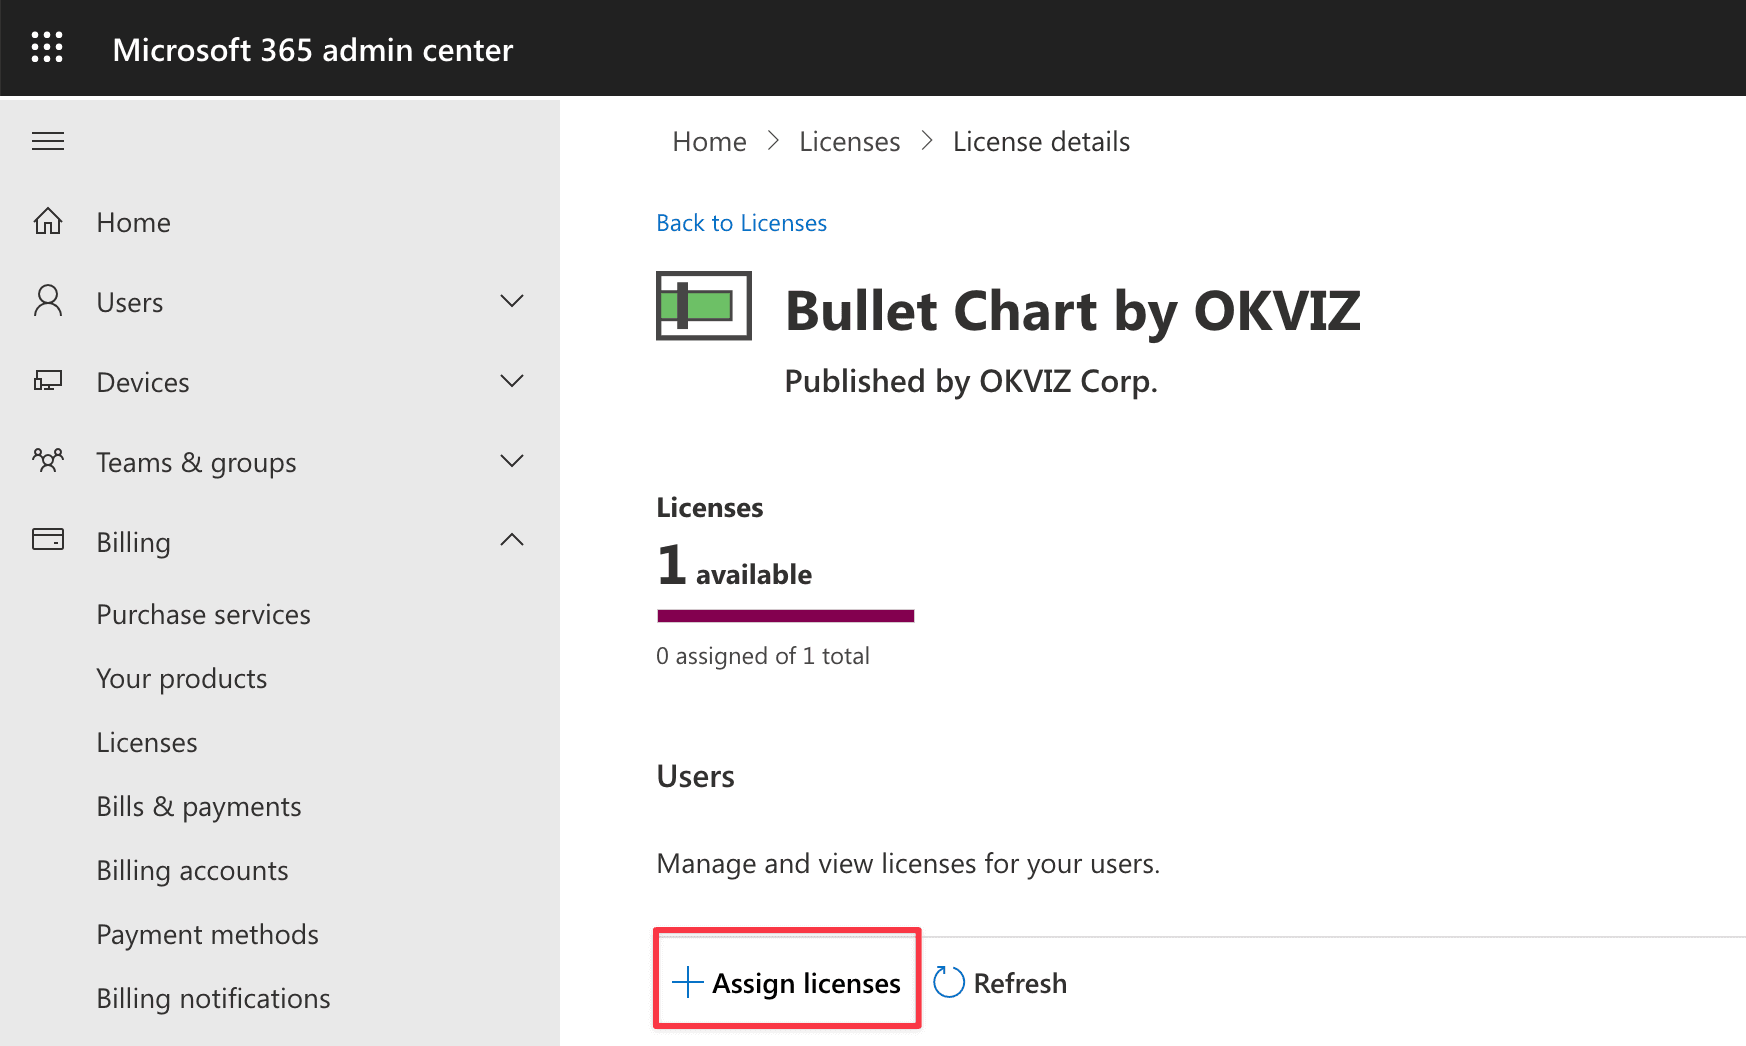 Microsoft 365 admin center
Home
Users
Devices
Teams & groups
Billing
Purchase services
Your products
Licenses
Bills & payments
Billing accounts
Payment methods
Billing notifications
Home > Licenses > License details
Back to Licenses
Bullet Chart by OKVIZ
Published by OKVIZ Corp.
Licenses
1 available
0 assigned of 1 total
Users
Manage and view licenses for your users.
Assign licenses Refresh